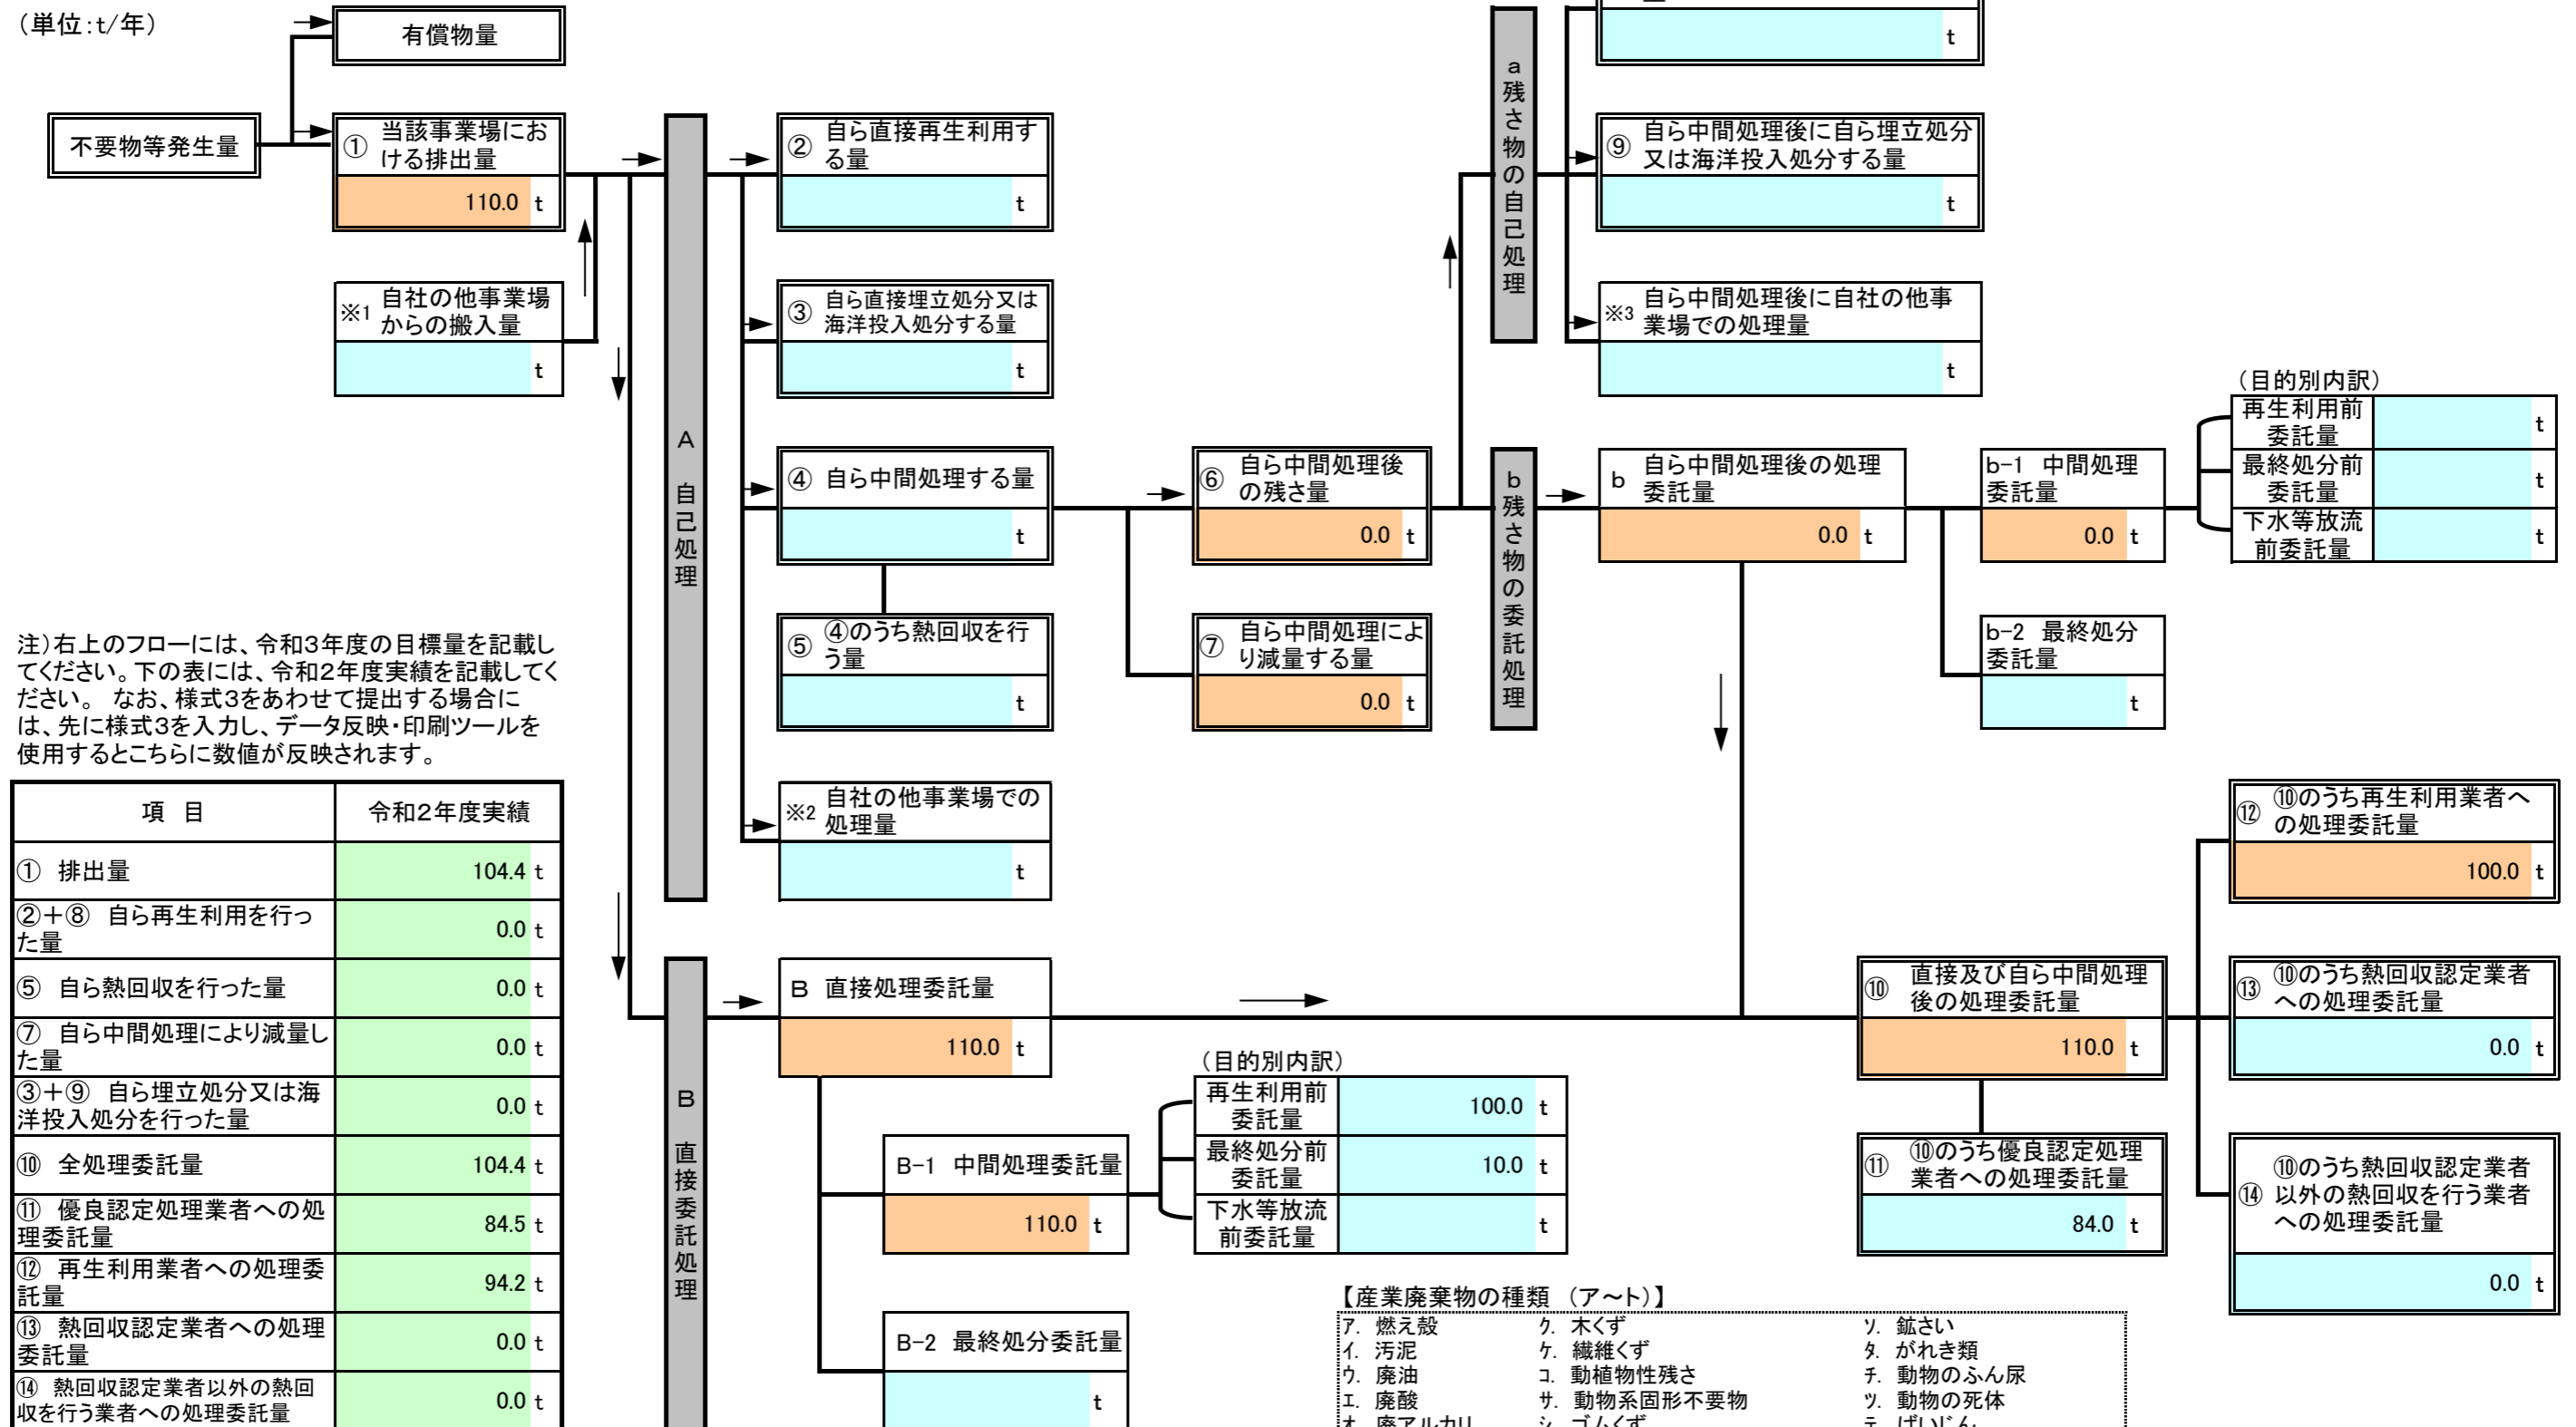 （単位：t/年）
有償物量
t
不要物等発生量
① 当該事業場にお
ける排出量
110.0 t
※1 自社の他事業場
からの搬入量
t
A 自己処理
② 自ら直接再生利用す
る量
t
③ 自ら直接埋立処分又は
海洋投入処分する量
t
④ 自ら中間処理する量
t
⑤ ④のうち熱回収を行
う量
t
※2 自社の他事業場での
処理量
t
⑥ 自ら中間処理後
の残さ量
0.0 t
⑦ 自ら中間処理によ
り減量する量
0.0 t
a 残さ物の自己処理
⑨ 自ら中間処理後に自ら埋立処分
又は海洋投入処分する量
t
※3 自ら中間処理後に自社の他事
業場での処理量
t
b 残さ物の委託処理
b 自ら中間処理後の処理
委託量
0.0 t
b-1 中間処理
委託量
0.0 t
（目的別内訳）
再生利用前
委託量
t
最終処分前
委託量
t
下水等放流
前委託量
t
b-2 最終処分
委託量
t
注）右上のフローには、令和3年度の目標量を記載し
てください。下の表には、令和2年度実績を記載してく
ださい。 なお、様式3をあわせて提出する場合に
は、先に様式3を入力し、データ反映・印刷ツールを
使用するとこちらに数値が反映されます。
項 目 令和2年度実績
① 排出量 104.4 t
②＋⑧ 自ら再生利用を行っ
た量 0.0 t
⑤ 自ら熱回収を行った量 0.0 t
⑦ 自ら中間処理により減量し
た量 0.0 t
③＋⑨ 自ら埋立処分又は海
洋投入処分を行った量 0.0 t
⑩ 全処理委託量 104.4 t
⑪ 優良認定処理業者への処
理委託量 84.5 t
⑫ 再生利用業者への処理委
託量 94.2 t
⑬ 熱回収認定業者への処理
委託量 0.0 t
⑭ 熱回収認定業者以外の熱回
収を行う業者への処理委託量 0.0 t
B 直接委託処理
B 直接処理委託量
110.0 t
B-1 中間処理委託量
110.0 t
（目的別内訳）
再生利用前
委託量
100.0 t
最終処分前
委託量
10.0 t
下水等放流
前委託量
t
B-2 最終処分委託量
t
⑩ 直接及び自ら中間処理
後の処理委託量
110.0 t
⑪ ⑩のうち優良認定処理
業者への処理委託量
84.0 t
⑫ ⑩のうち再生利用業者へ
の処理委託量
100.0 t
⑬ ⑩のうち熱回収認定業者
への処理委託量
0.0 t
⑭ ⑩のうち熱回収認定業者
以外の熱回収を行う業者
への処理委託量
0.0 t
【産業廃棄物の種類 （ア～ト）】
ア. 燃え殻 ク. 木くず ソ. 鉱さい
イ. 汚泥 ケ. 繊維くず タ. がれき類
ウ. 廃油 コ. 動植物性残さ チ. 動物のふん尿
エ. 廃酸 サ. 動物系固形不要物 ツ. 動物の死体
オ. 廃アルカリ シ. ゴムくず テ. ばいじん